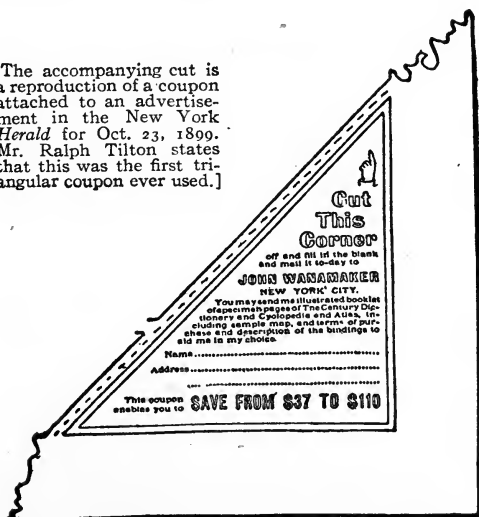 The accompanying cut is
a reproduction of a coupon
attached to an advertise-
ment in the New York
Herald for Oct. 23, 1899.
Mr. Ralph Tilton states
that this was the first tri-
angular coupon ever used.]
Cut
This
Corner
off and fill in the blank
and mail it to-day to
JOHN WANAMAKER
NEW YORK CITY.
You may send me illustrated booklet
of specimen pages of The Century Dic-
tionary and Cyclopedia and Atlas, in-
cluding sample map, and terms of pur-
chase and description of the bindings to
aid me in my choice.
Name
Address
This coupon
enables you to SAVE FROM $37 TO $110